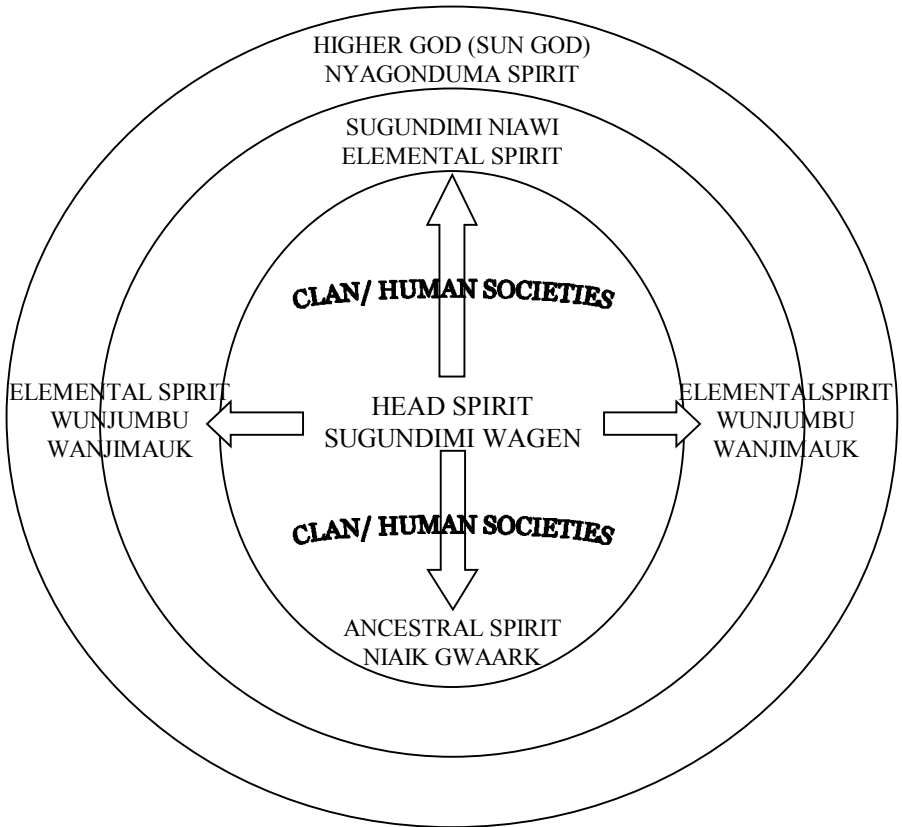 HIGHER GOD (SUN GOD)
NYAGONDUMA SPIRIT
SUGUNDIMI NIAWI
ELEMENTAL SPIRIT
CLAN/ HUMAN SOCIETIES
ELEMENTAL SPIRIT
WUNJUMBU
WANJIMAUK
HEAD SPIRIT
SUGUNDIMI WAGEN
ELEMENTALSPIRIT
WUNJUMBU
WANJIMAUK
CLAN/ HUMAN SOCIETIES
ANCESTRAL SPIRIT
NIAIK GWAARK